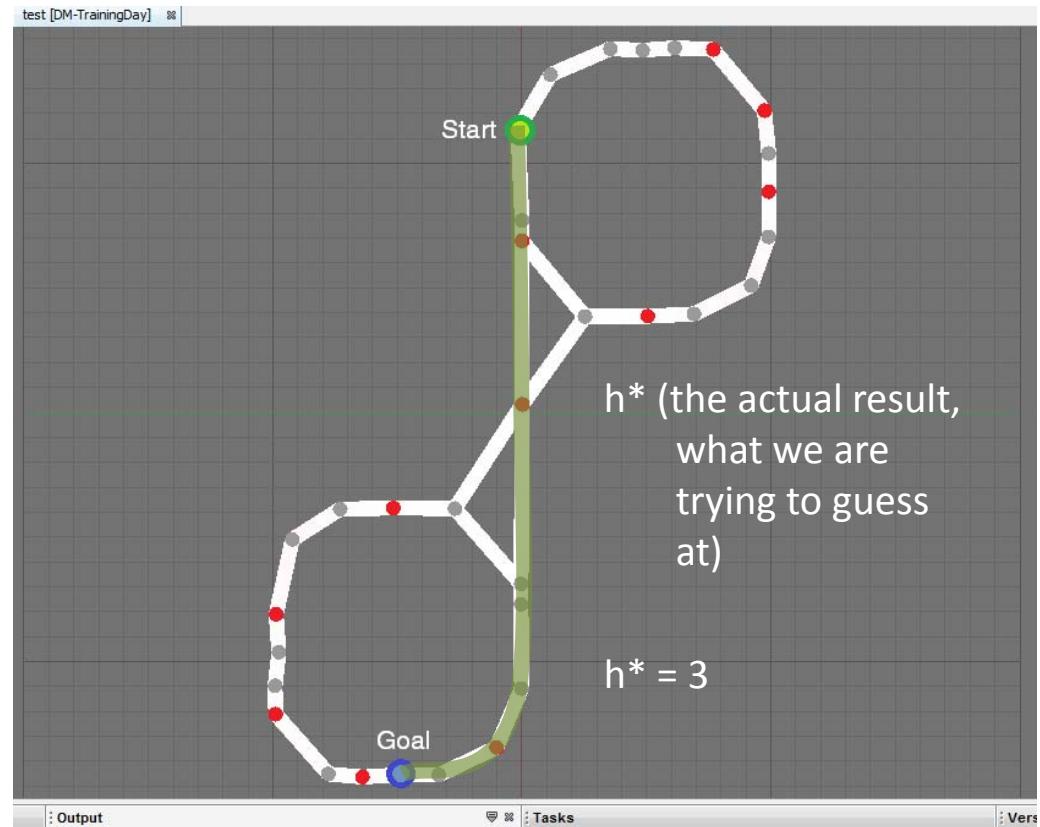 test [DM-TrainingDay]
Start
h* (the actual result,
what we are
trying to guess
at)
h* = 3
Goal
Output
Tasks
Vers